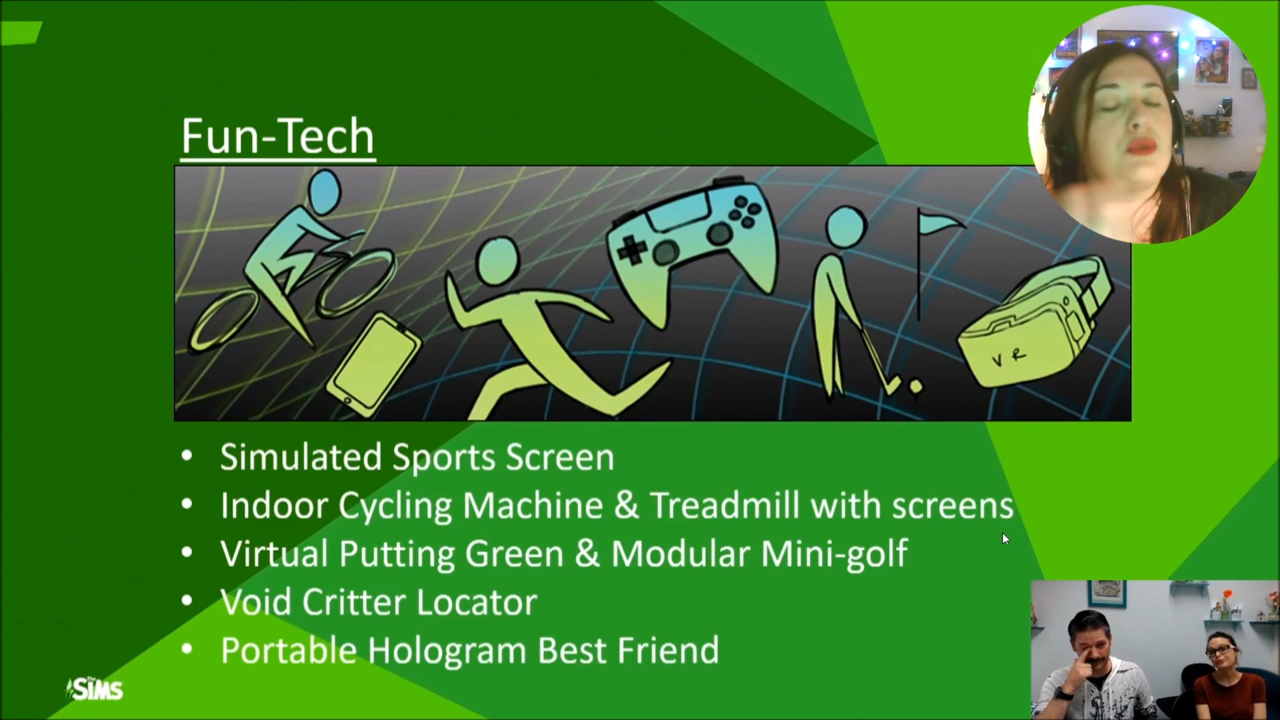 Fun-Tech
VR
• Simulated Sports Screen
• Indoor Cycling Machine & Treadmill with screens
• Virtual Putting Green & Modular Mini-golf
• Void Critter Locator
• Portable Hologram Best Friend
The SIMS